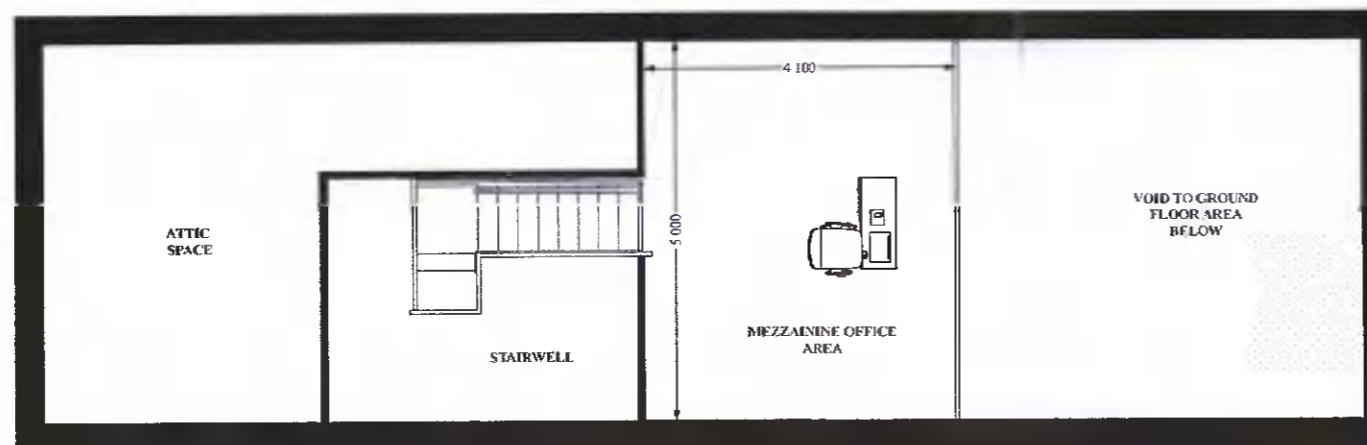 4 100
ATTIC
SPACE
5 000
VOID TO GROUND
FLOOR AREA
BELOW
MEZZAININE OFFICE
AREA
STAIRWELL